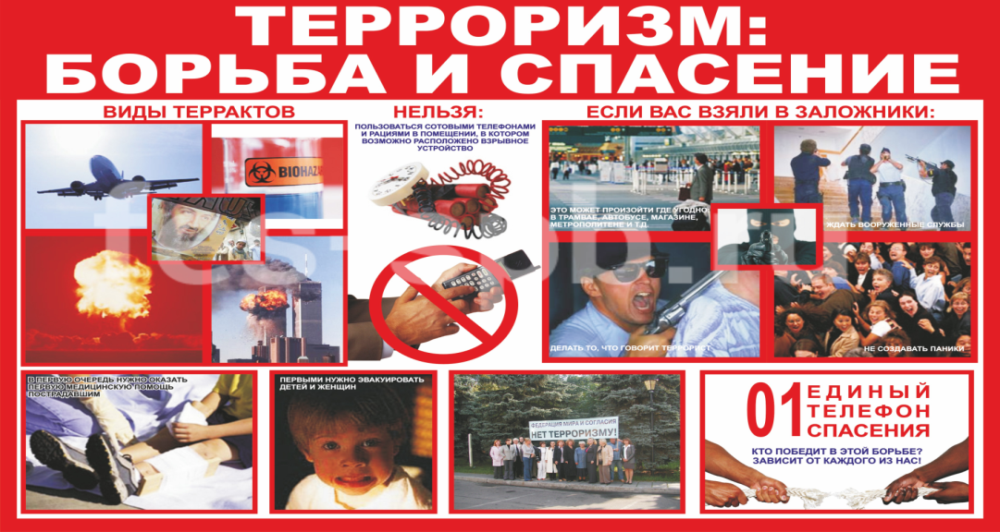 ТЕРРОРИЗМ:
БОРЬБА И СПАСЕНИЕ
ВИДЫ ТЕРРАКТОВ
BIOHAZA
НЕЛЬЗЯ:
ПОЛЬЗОВАТЬСЯ СОТОВЫМИ ТЕЛЕФОНАМИ
И РАЦИЯМИ В ПОМЕЩЕНИИ, В КОТОРОМ
ВОЗМОЖНО РАСПОЛОЖЕНО ВЗРЫВНОЕ
УСТРОЙСТВО
ЕСЛИ ВАС ВЗЯЛИ В ЗАЛОЖНИКИ:
ЭТО МОЖЕТ ПРОИЗОЙТИ ГДЕ УГОДНО
В ТРАМВАЕ, АВТОБУСЕ, МАГАЗИНЕ,
МЕТРОПОЛИТЕНЕ И Т.Д.
ЖДАТЬ ВООРУЖЕННЫЕ СЛУЖБЫ
ДЕЛАТЬ ТО, ЧТО ГОВОРИТ ТЕРРОРИСТ
НЕ СОЗДАВАТЬ ПАНИКИ
В ПЕРВУЮ ОЧЕРЕДЬ НУЖНО ОКАЗАТЬ
ПЕРВУЮ МЕДИЦИНСКУЮ ПОМОЩЬ
ПОСТРАДАВШИМ
ПЕРВЫМИ НУЖНО ЭВАКУИРОВАТЬ
ДЕТЕЙ И ЖЕНЩИН
ФЕДЕРАЦИЯ МИРА И СОГЛАСИЯ
НЕТ ТЕРРОРИЗМУ!
01 ЕДИНЫЙ
ТЕЛЕФОН
СПАСЕНИЯ
КТО ПОБЕДИТ В ЭТОЙ БОРЬБЕ?
ЗАВИСИТ ОТ КАЖДОГО ИЗ НАС!